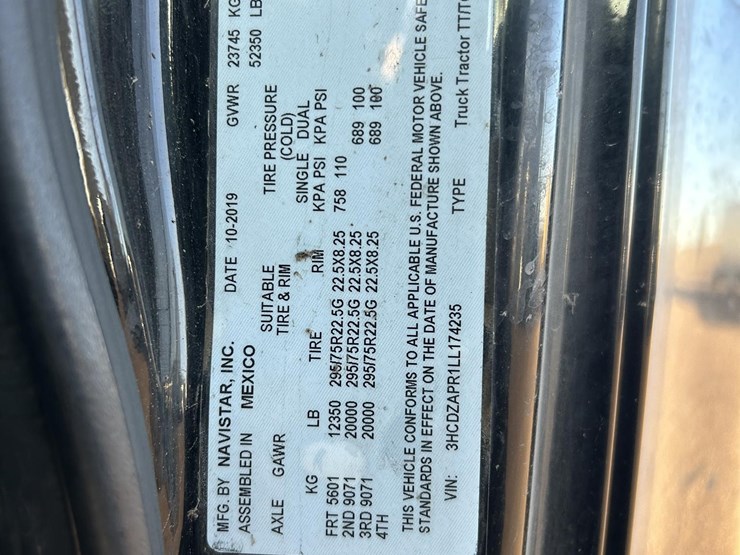 MFG. BY NAVISTAR, INC. DATE 10-2019 GVWR 23745 KG
ASSEMBLED IN MEXICO 52350 LB
SUITABLE TIRE PRESSURE
AXLE GAWR TIRE & RIM (COLD)
SINGLE DUAL
KG LB TIRE RIM KPA PSI KPA PSI
FRT 5601 12350 295/75R22.5G 22.5X8.25 758 110
2ND 9071 20000 295/75R22.5G 22.5X8.25 689 100
3RD 9071 20000 295/75R22.5G 22.5X8.25 689 100
4TH
THIS VEHICLE CONFORMS TO ALL APPLICABLE U.S. FEDERAL MOTOR VEHICLE SAFE
STANDARDS IN EFFECT ON THE DATE OF MANUFACTURE SHOWN ABOVE.
VIN: 3HCDZAPR1LL174235 TYPE Truck Tractor